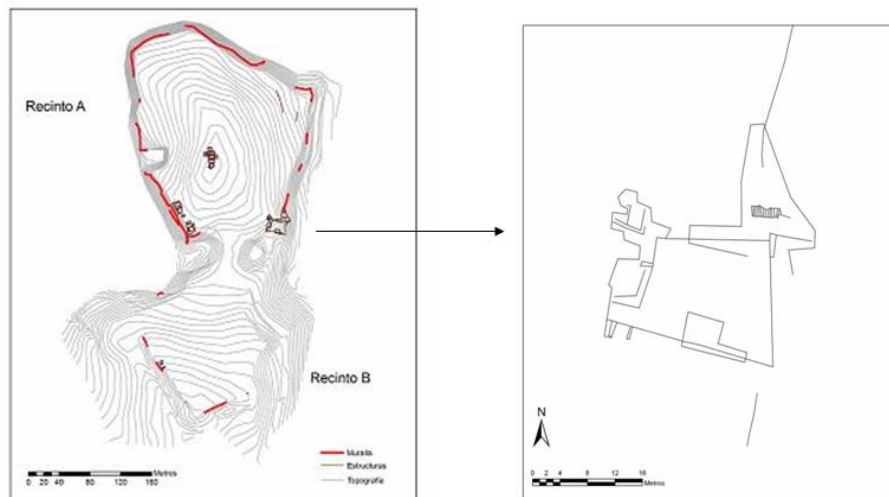 Recinto A
Recinto B
Muralla
Estructuras
Topografía
Metros
0 20 40 80 120 160
N
Metros
0 2 4 8 12 16